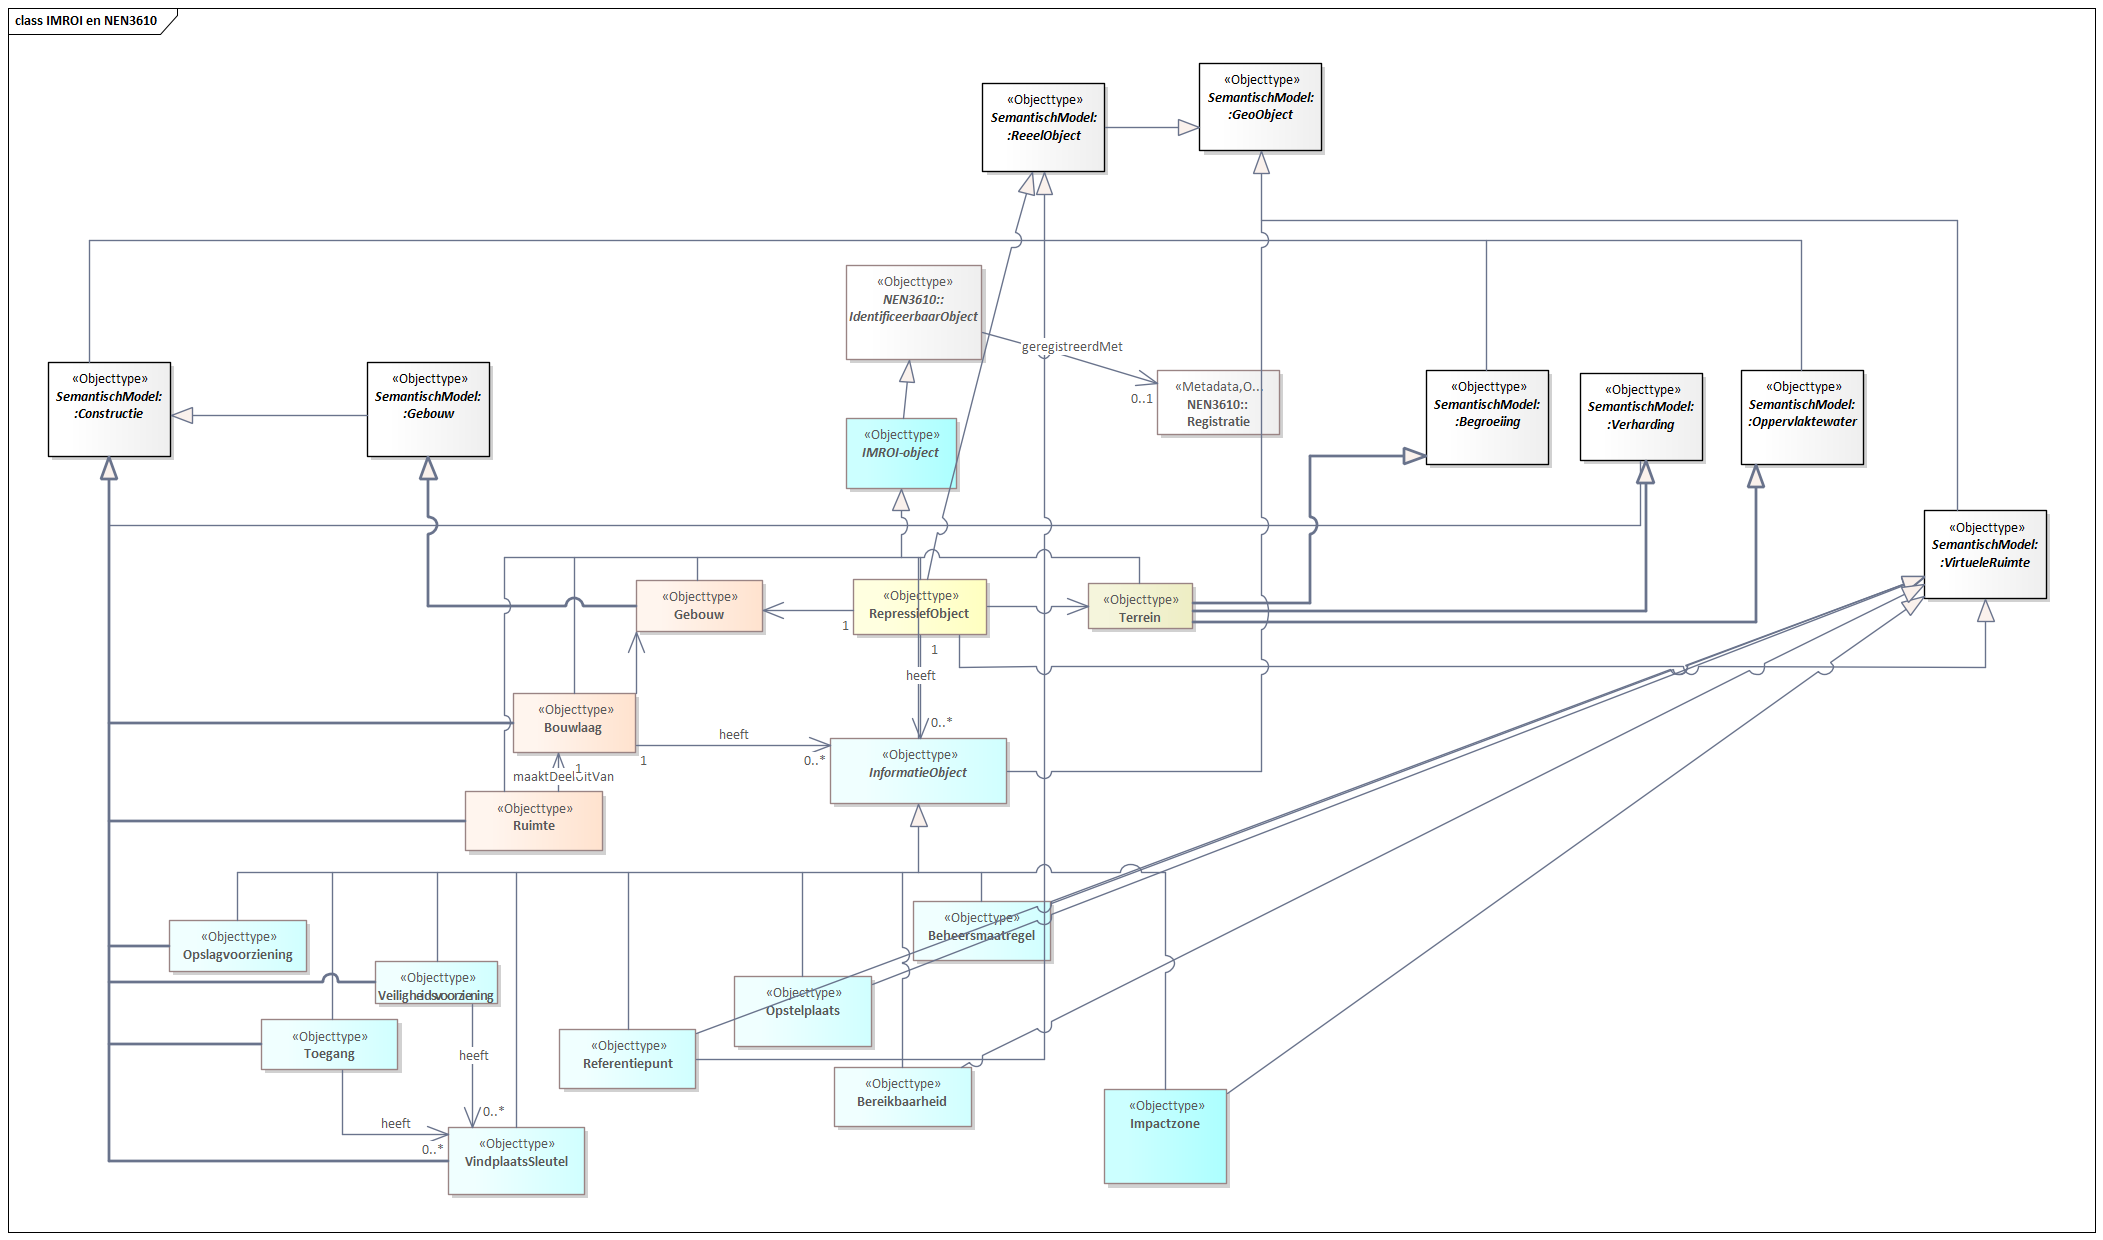 class IMROI en NEN3610
«Objecttype»
SemantischModel:
:GeoObject
«Objecttype»
SemantischModel:
:ReeelObject
«Objecttype»
NEN3610::
IdentificeerbaarObject
geregistreerdMet
0..1
«Metadata,O...
NEN3610::
Registratie
«Objecttype»
SemantischModel:
:Constructie
«Objecttype»
SemantischModel:
:Gebouw
«Objecttype»
SemantischModel:
:Begroeiing
«Objecttype»
SemantischModel:
:Verharding
«Objecttype»
SemantischModel:
:Oppervlaktewater
«Objecttype»
IMROI-object
«Objecttype»
SemantischModel:
:VirtueleRuimte
«Objecttype»
Gebouw
1
«Objecttype»
RepressiefObject
«Objecttype»
Terrein
1
heeft
0..*
«Objecttype»
Bouwlaag
1
heeft
0..*
1
maaktDeelUitVan
«Objecttype»
InformatieObject
«Objecttype»
Ruimte
«Objecttype»
Opslagvoorziening
«Objecttype»
Beheersmaatregel
«Objecttype»
Veiligheidsvoorziening
«Objecttype»
Opstelplaats
«Objecttype»
Toegang
heeft
0..*
«Objecttype»
Referentiepunt
«Objecttype»
Bereikbaarheid
«Objecttype»
Impactzone
heeft
0..*
«Objecttype»
VindplaatsSleutel